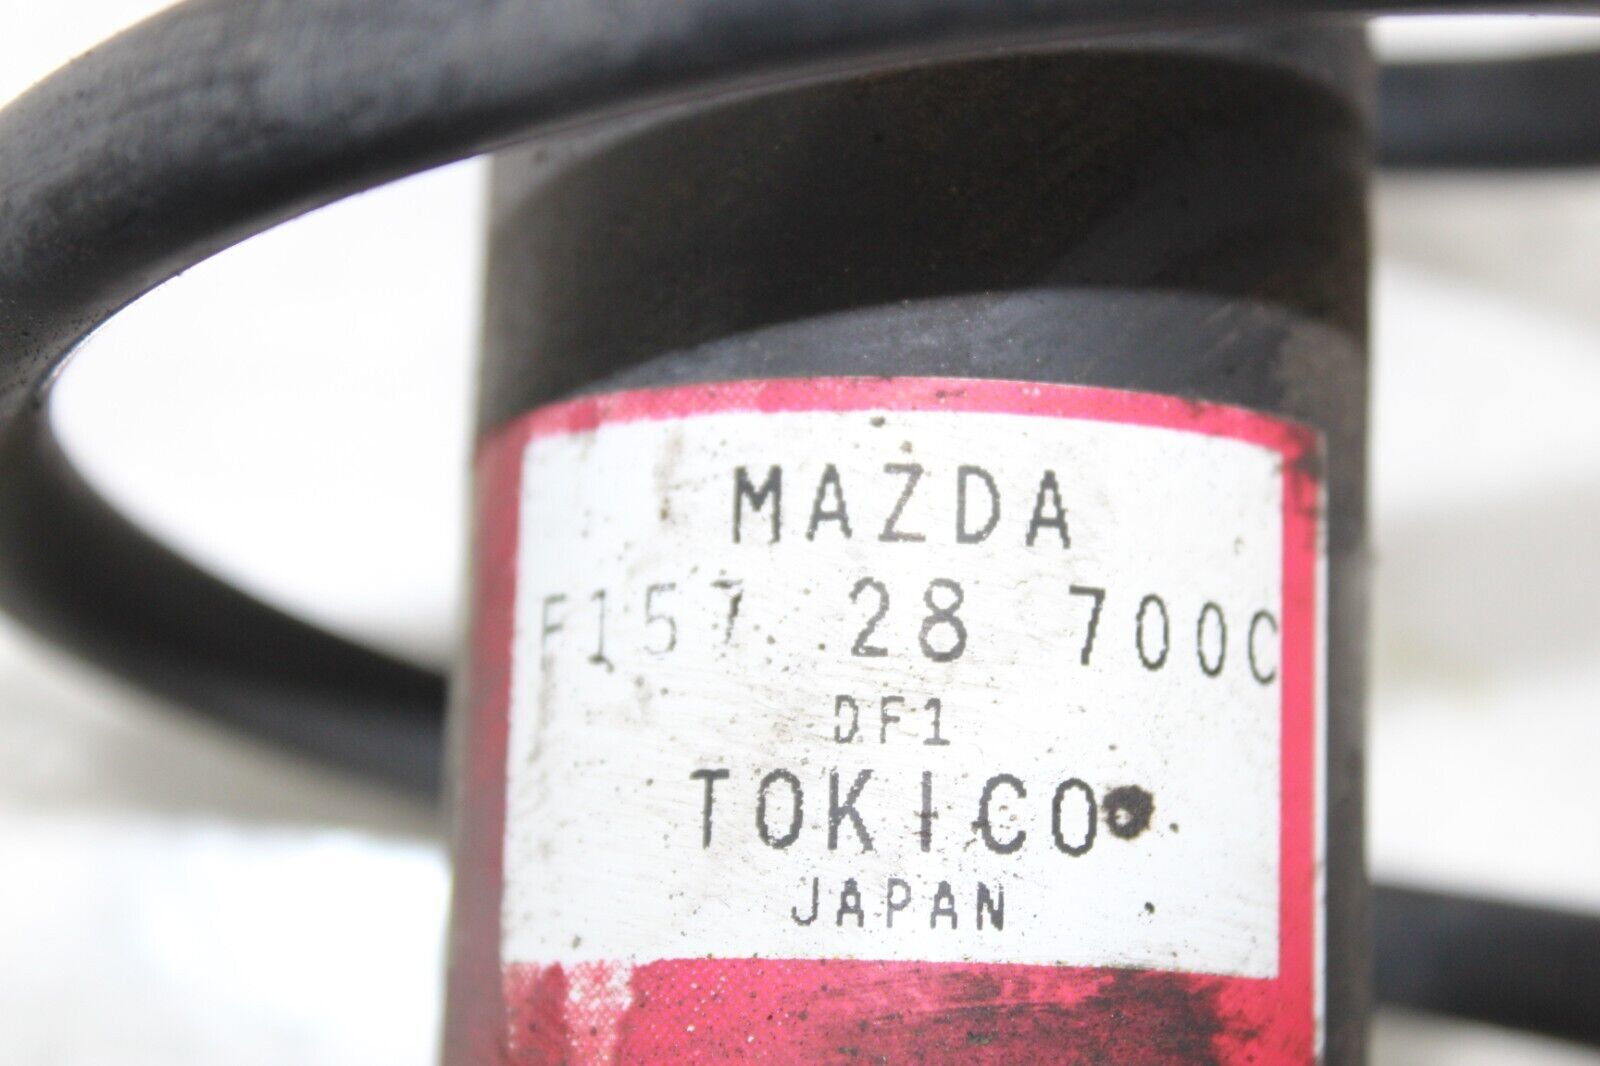 MAZDA
F157 28 700C
DF1
TOKICO
JAPAN